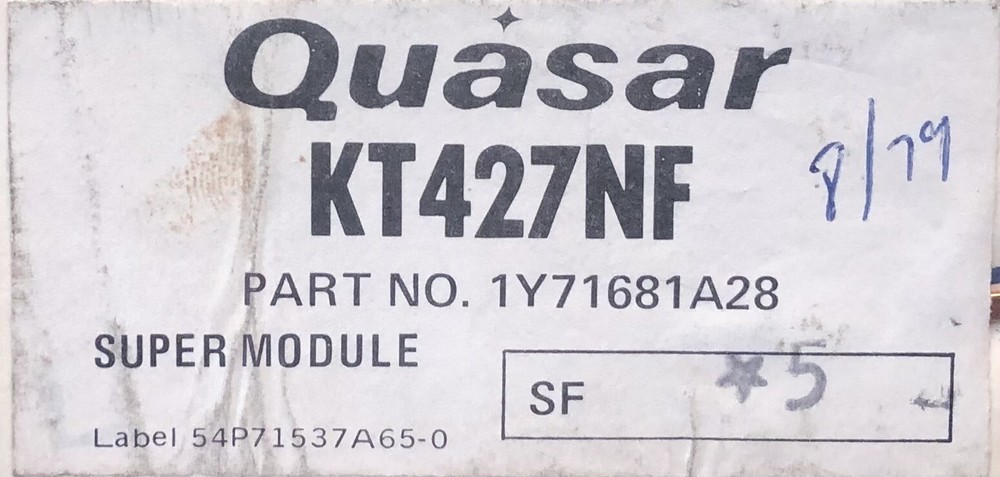 Quasar
KT427NF
8/79
PART NO. 1Y71681A28
SUPER MODULE
SF ★5
Label 54P71537A65-0